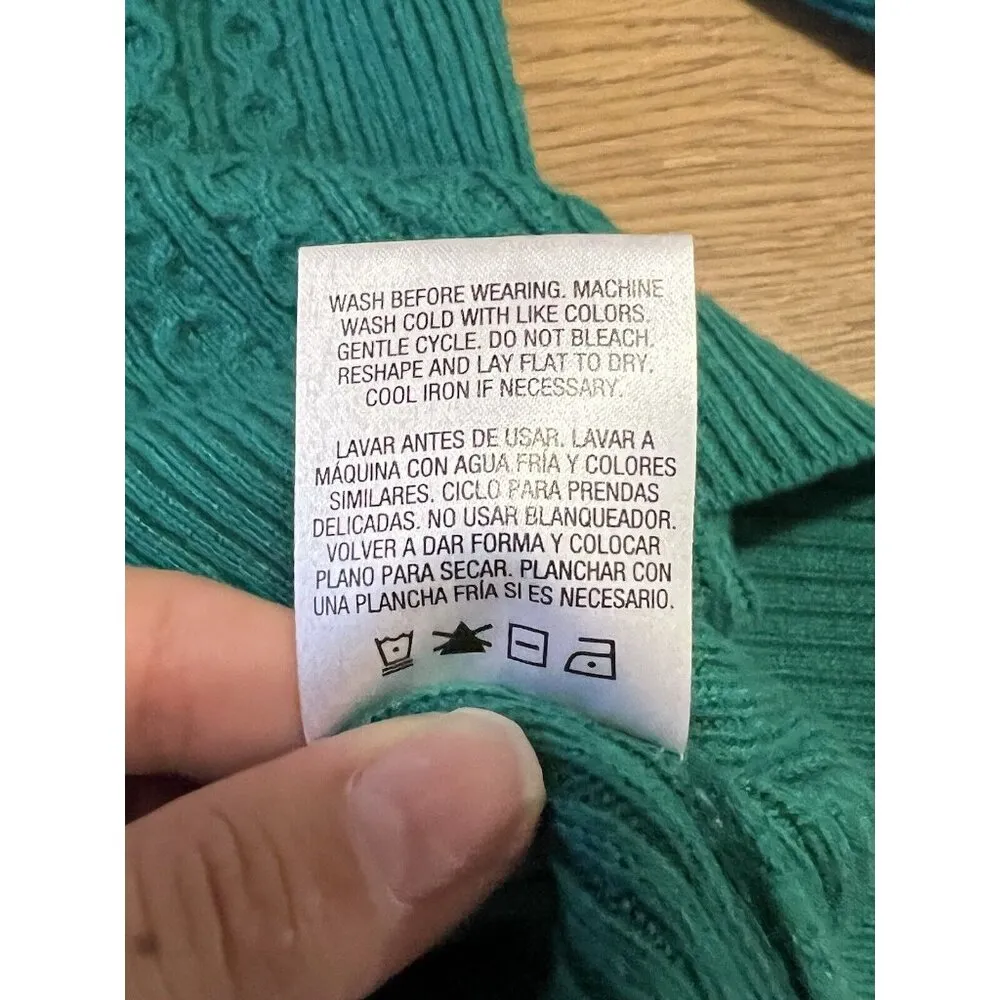 WASH BEFORE WEARING. MACHINE
WASH COLD WITH LIKE COLORS.
GENTLE CYCLE. DO NOT BLEACH.
RESHAPE AND LAY FLAT TO DRY.
COOL IRON IF NECESSARY.
LAVAR ANTES DE USAR. LAVAR A
MÁQUINA CON AGUA FRÍA Y COLORES
SIMILARES. CICLO PARA PRENDAS
DELICADAS. NO USAR BLANQUEADOR.
VOLVER A DAR FORMA Y COLOCAR
PLANO PARA SECAR. PLANCHAR CON
UNA PLANCHA FRÍA SI ES NECESARIO.